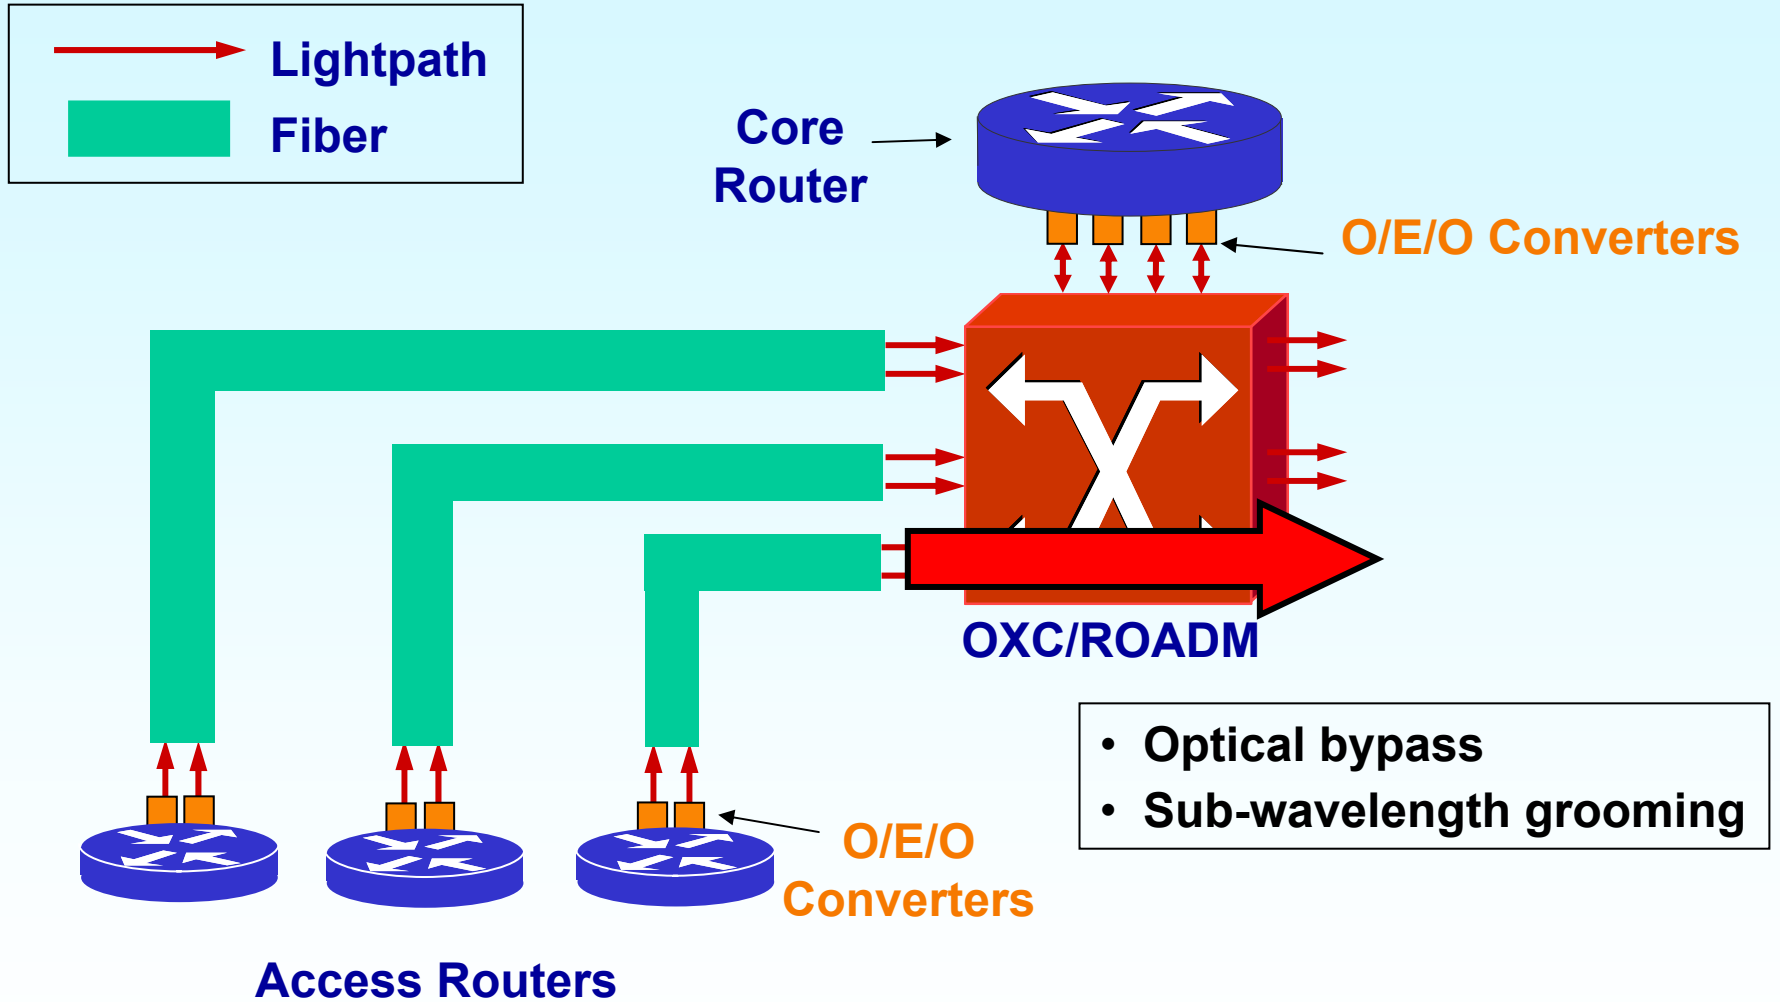 Lightpath
Fiber
Core
Router
O/E/O Converters
OXC/ROADM
• Optical bypass
• Sub-wavelength grooming
O/E/O
Converters
Access Routers